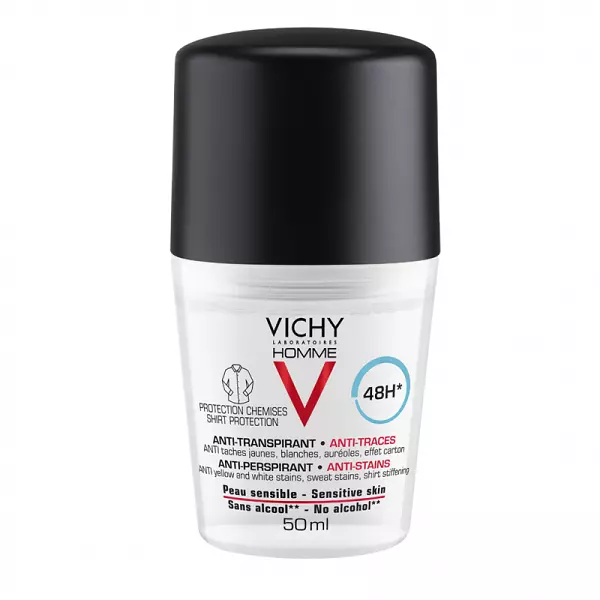 VICHY
LABORATOIRES
HOMME
V
48H*
PROTECTION CHEMISES
SHIRT PROTECTION
ANTI-TRANSPIRANT • ANTI-TRACES
ANTI taches jaunes, blanches, auréoles, effet carton
ANTI-PERSPIRANT • ANTI-STAINS
ANTI yellow and white stains, sweat stains, shirt stiffening
Peau sensible - Sensitive skin
Sans alcool** - No alcohol**
50ml